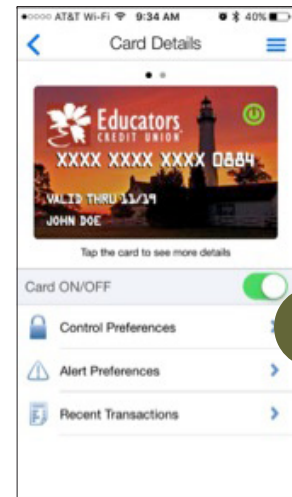 AT&T Wi-Fi 9:34 AM 40%
Card Details
Educators
CREDIT UNION
XXXX XXXX XXXX 0884
VALID THRU 11/19
JOHN DOE
Tap the card to see more details
Card ON/OFF
Control Preferences
Alert Preferences
Recent Transactions